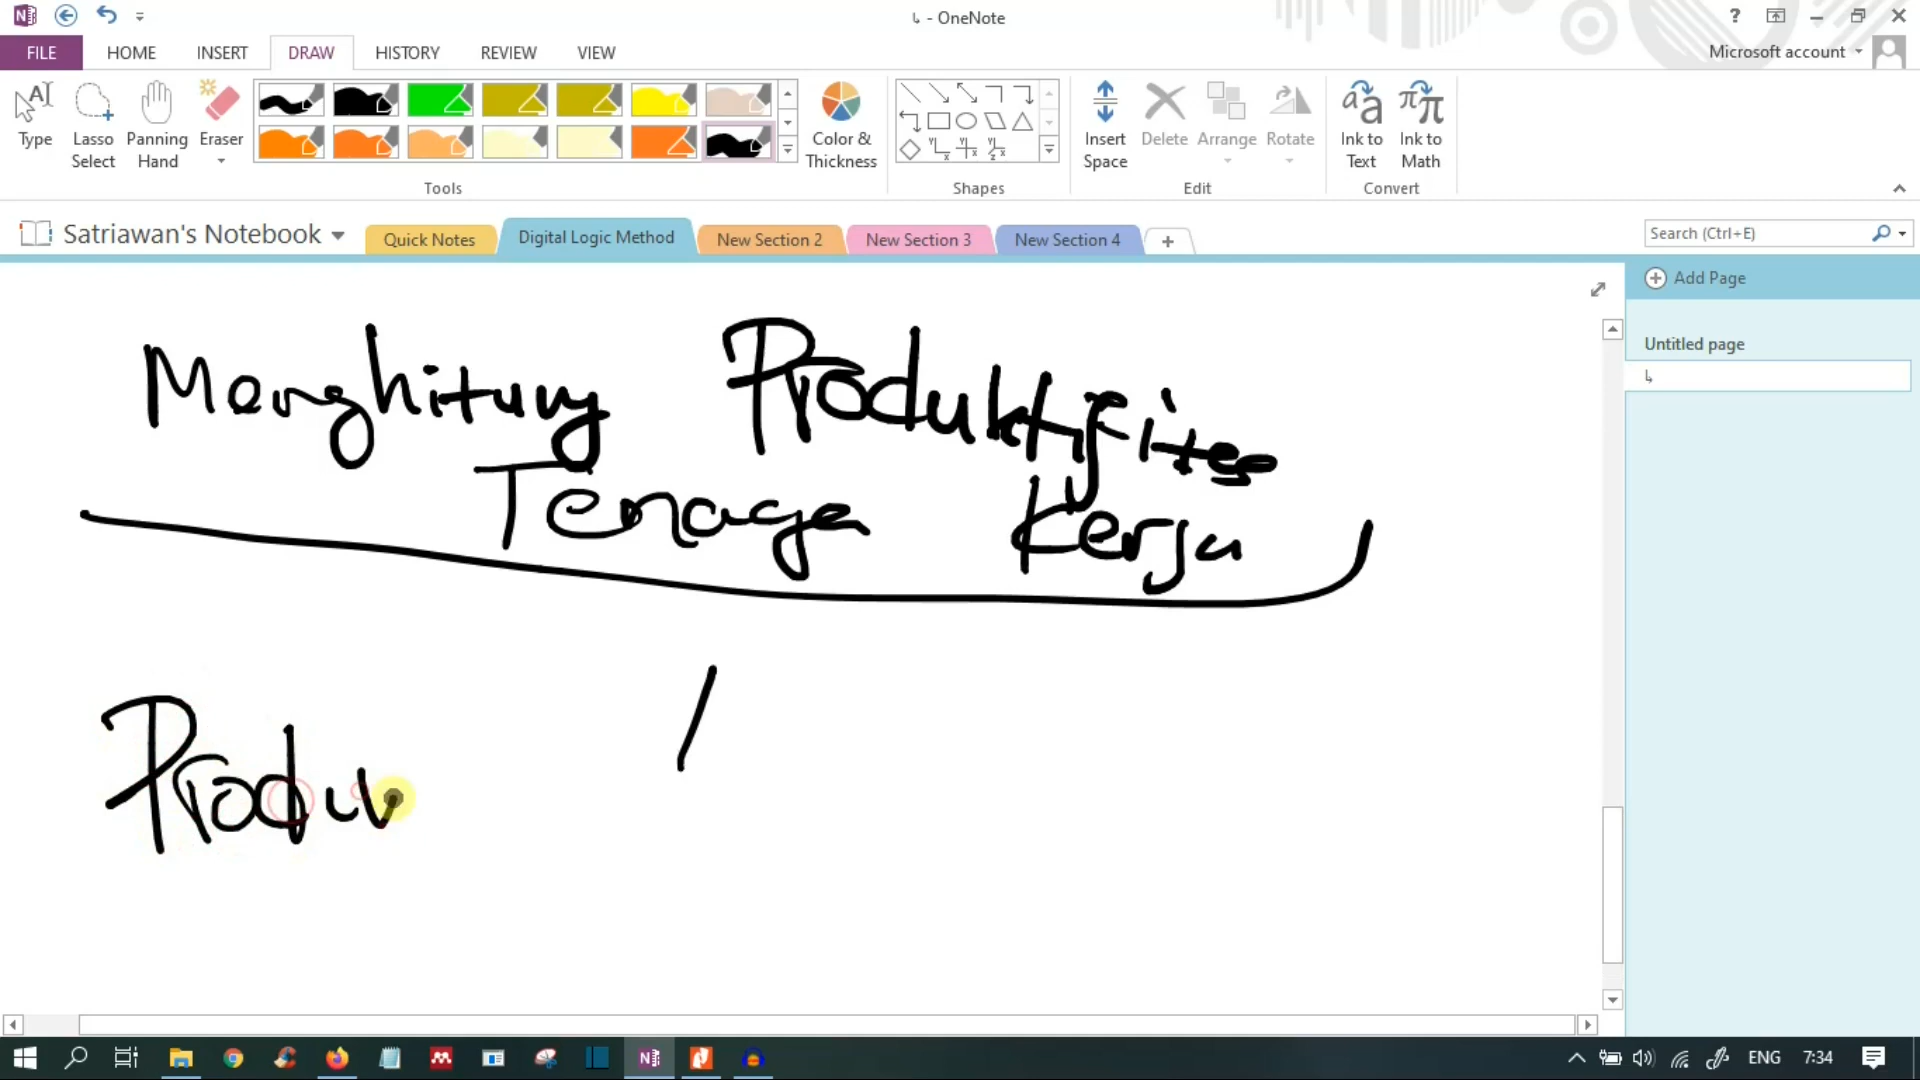 ↳ - OneNote
?
FILE HOME INSERT DRAW HISTORY REVIEW VIEW
Microsoft account
Type
Lasso Select
Panning Hand
Eraser
Color & Thickness
Insert Space
Delete
Arrange
Rotate
Ink to Text
Ink to Math
Tools
Shapes
Edit
Convert
Satriawan's Notebook
Quick Notes
Digital Logic Method
New Section 2
New Section 3
New Section 4
+
Search (Ctrl+E)
Add Page
Untitled page
↳
Menghitung Produktifitas
Tenaga Kerja
Produ
ENG 7:34